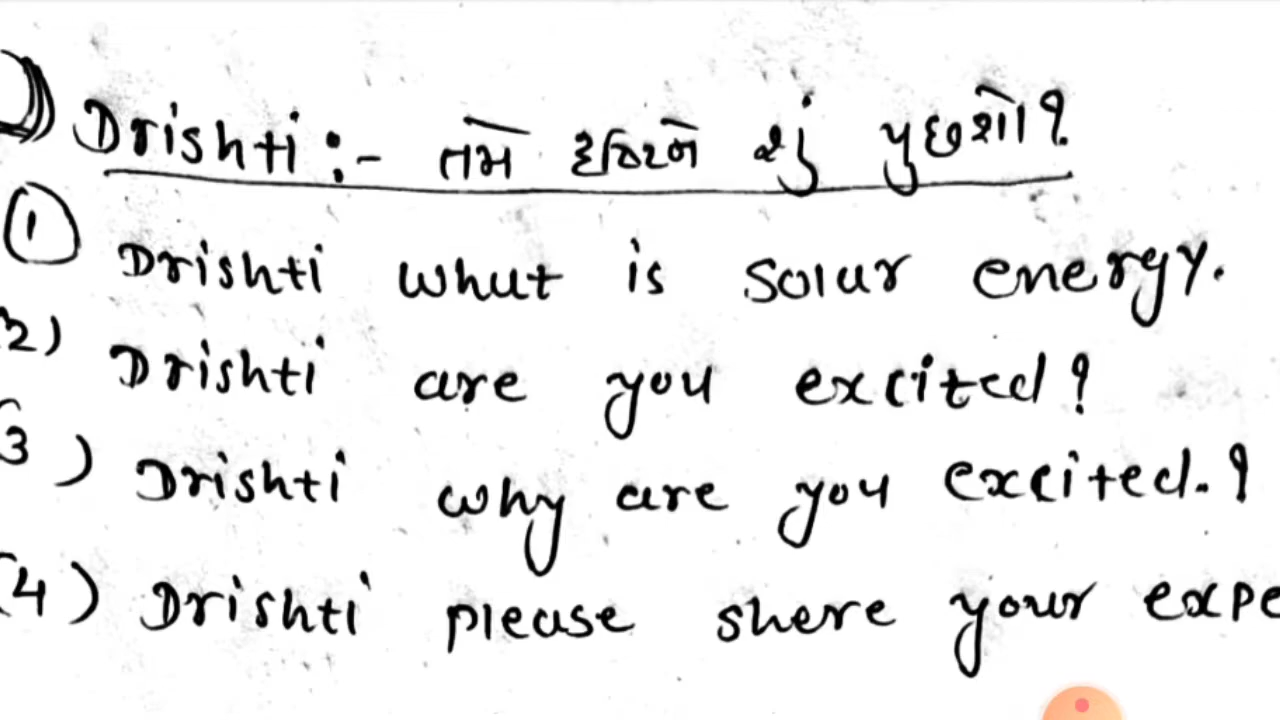 Drishti :- તમે દ્રષ્ટિને શું પુછશો?
① Drishti what is solar energy.
2) Drishti are you excited?
3) Drishti why are you excited.?
(4) Drishti please shere your expe